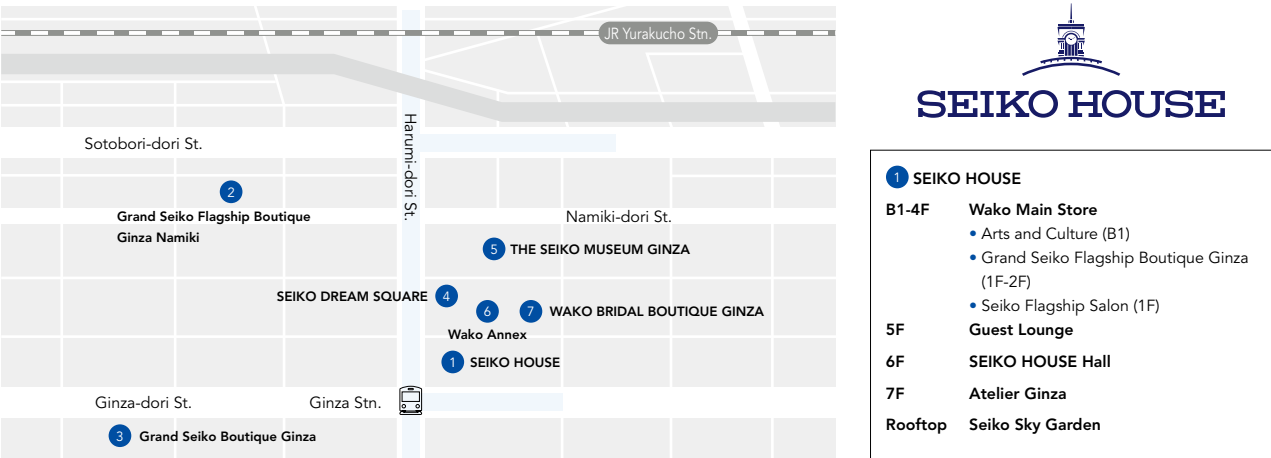 JR Yurakucho Stn.
Sotobori-dori St.
Harumi-dori St.
2
Grand Seiko Flagship Boutique
Ginza Namiki
Namiki-dori St.
5 THE SEIKO MUSEUM GINZA
SEIKO DREAM SQUARE 4
6
7 WAKO BRIDAL BOUTIQUE GINZA
Wako Annex
1 SEIKO HOUSE
Ginza-dori St.
Ginza Stn.
3 Grand Seiko Boutique Ginza
SEIKO HOUSE
1 SEIKO HOUSE
B1-4F Wako Main Store
• Arts and Culture (B1)
• Grand Seiko Flagship Boutique Ginza
(1F-2F)
• Seiko Flagship Salon (1F)
5F Guest Lounge
6F SEIKO HOUSE Hall
7F Atelier Ginza
Rooftop Seiko Sky Garden